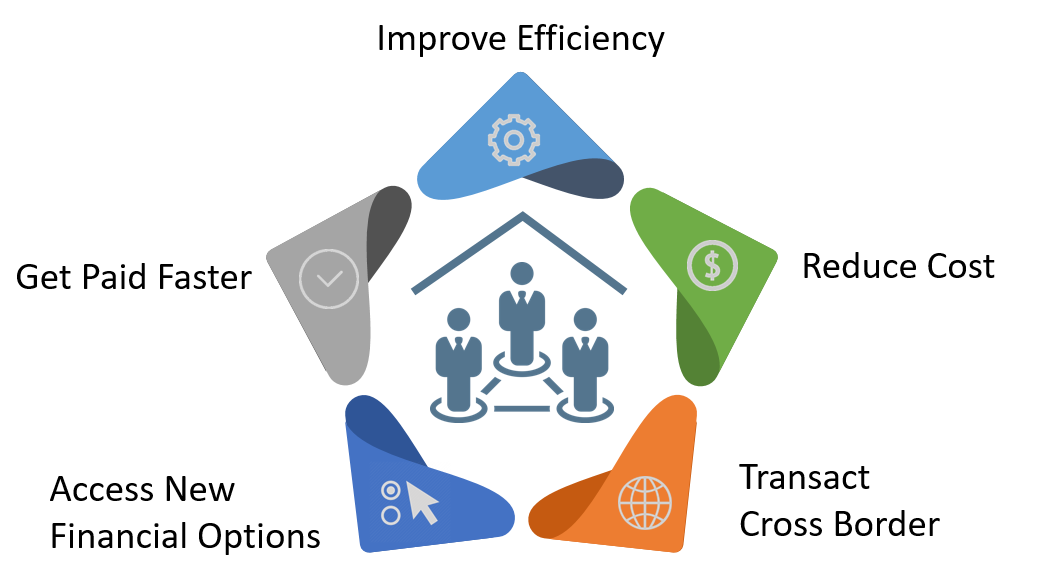 Improve Efficiency
Get Paid Faster
Reduce Cost
Access New
Financial Options
Transact
Cross Border
$